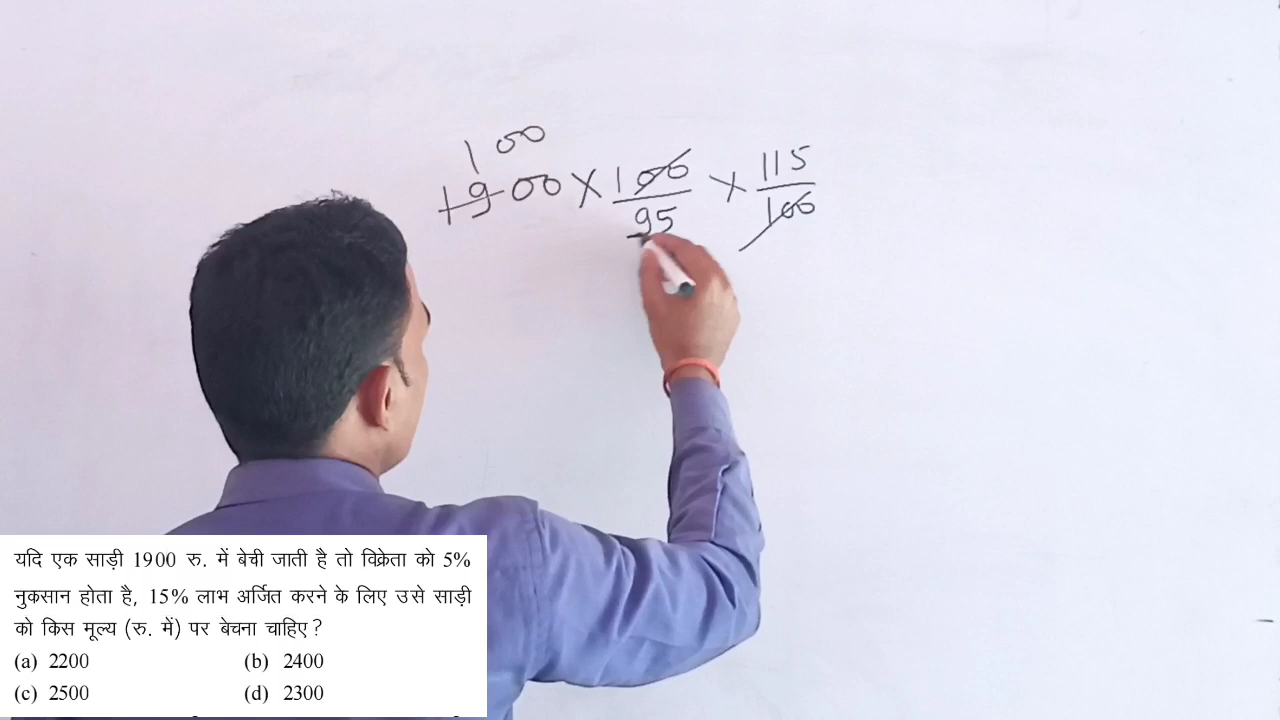 100
1900 × 100/95 × 115/100
यदि एक साड़ी 1900 रु. में बेची जाती है तो विक्रेता को 5%
नुकसान होता है, 15% लाभ अर्जित करने के लिए उसे साड़ी
को किस मूल्य (रु. में) पर बेचना चाहिए ?
(a) 2200 (b) 2400
(c) 2500 (d) 2300